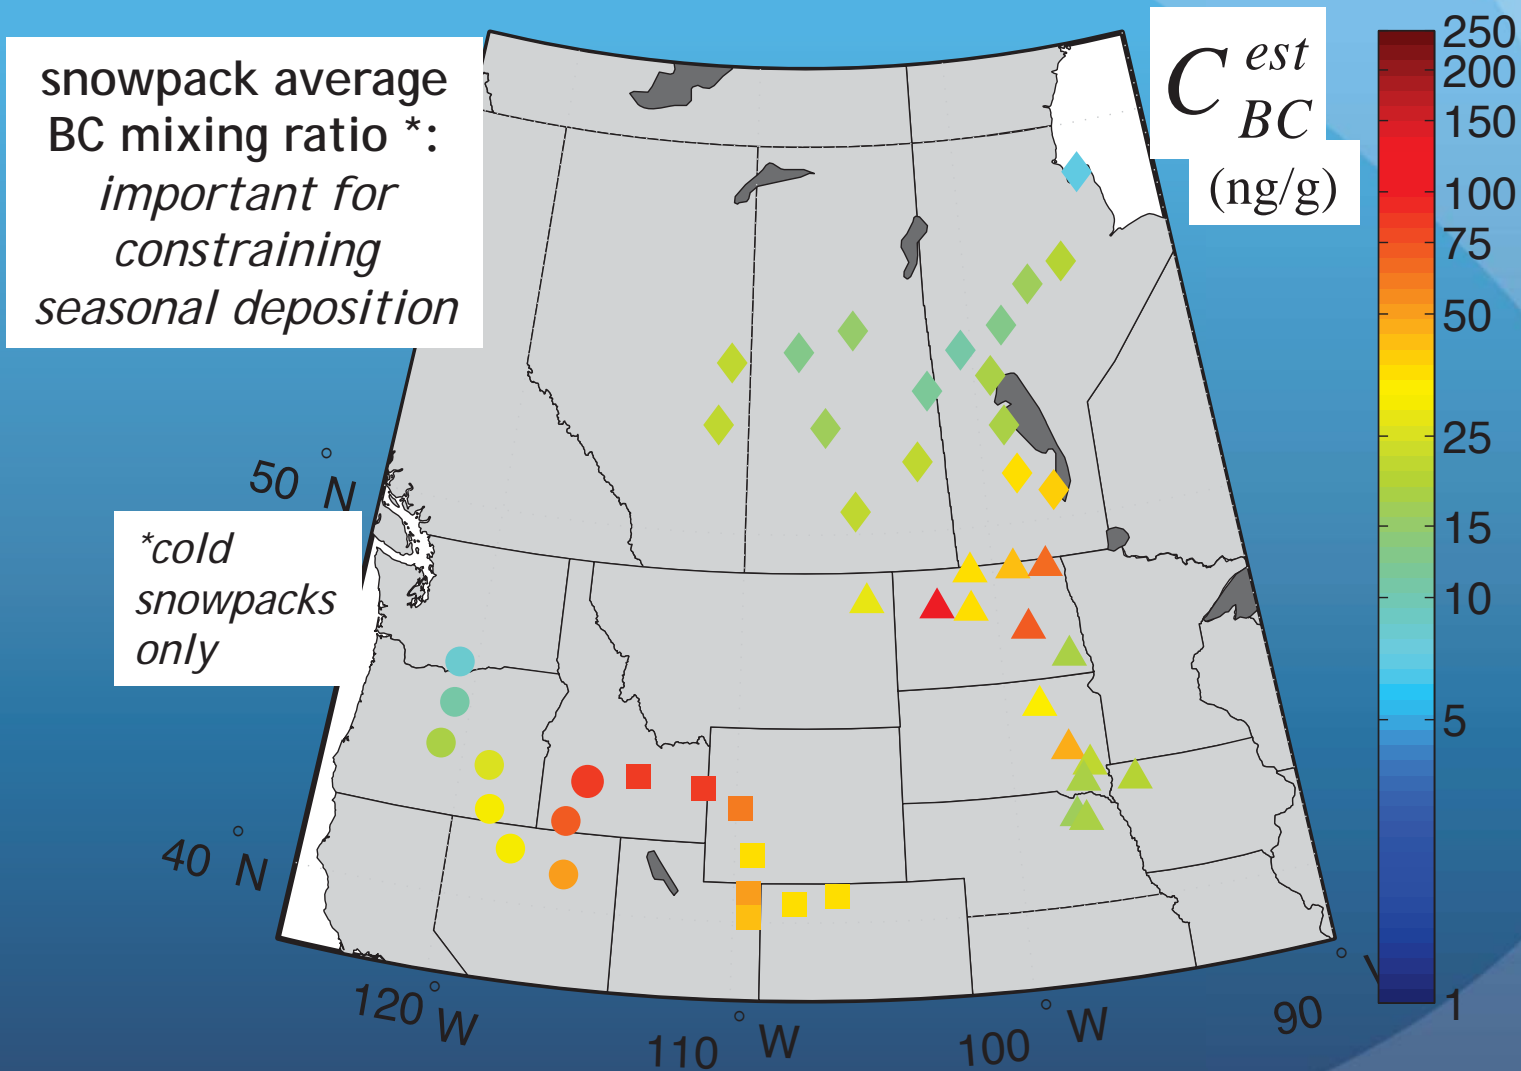 snowpack average
BC mixing ratio *:
important for
constraining
seasonal deposition
C est BC
(ng/g)
250
200
150
100
75
50
25
15
10
5
1
50 ° N
*cold
snowpacks
only
40 ° N
120 ° W
110 ° W
100 ° W
90 °